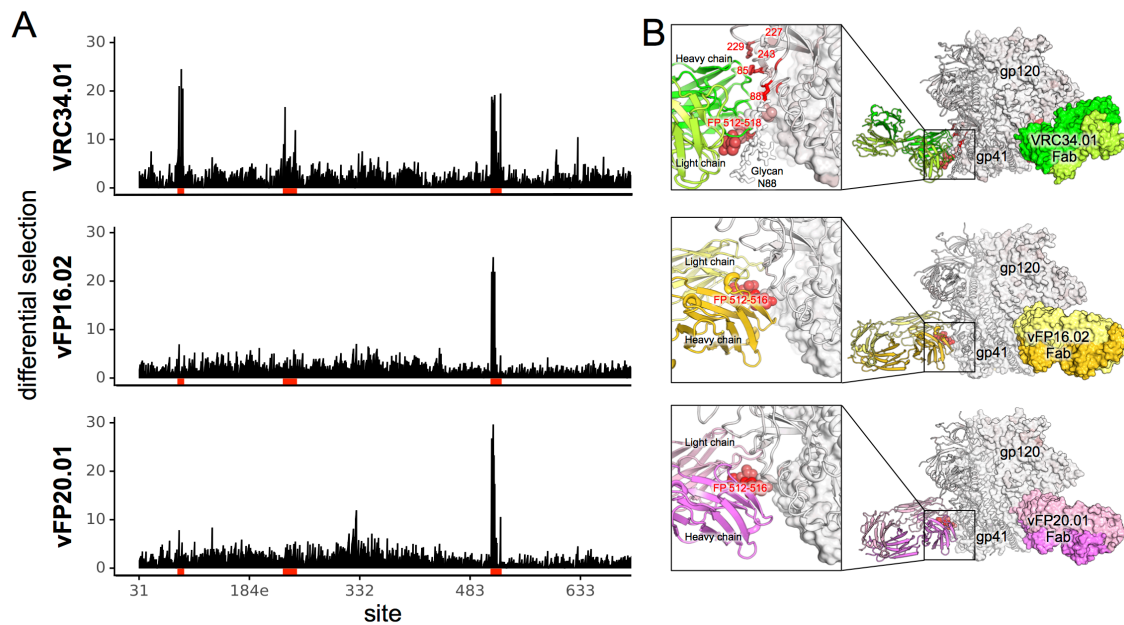 A
differential selection
VRC34.01
30
20
10
0
vFP16.02
30
20
10
0
vFP20.01
30
20
10
0
31
184e
332
483
633
site
B
227
229
243
Heavy chain
85
88
FP 512-518
Light chain
Glycan
N88
gp120
VRC34.01
Fab
gp41
Light chain
FP 512-516
Heavy chain
gp120
vFP16.02
Fab
gp41
Light chain
FP 512-516
Heavy chain
gp120
vFP20.01
Fab
gp41